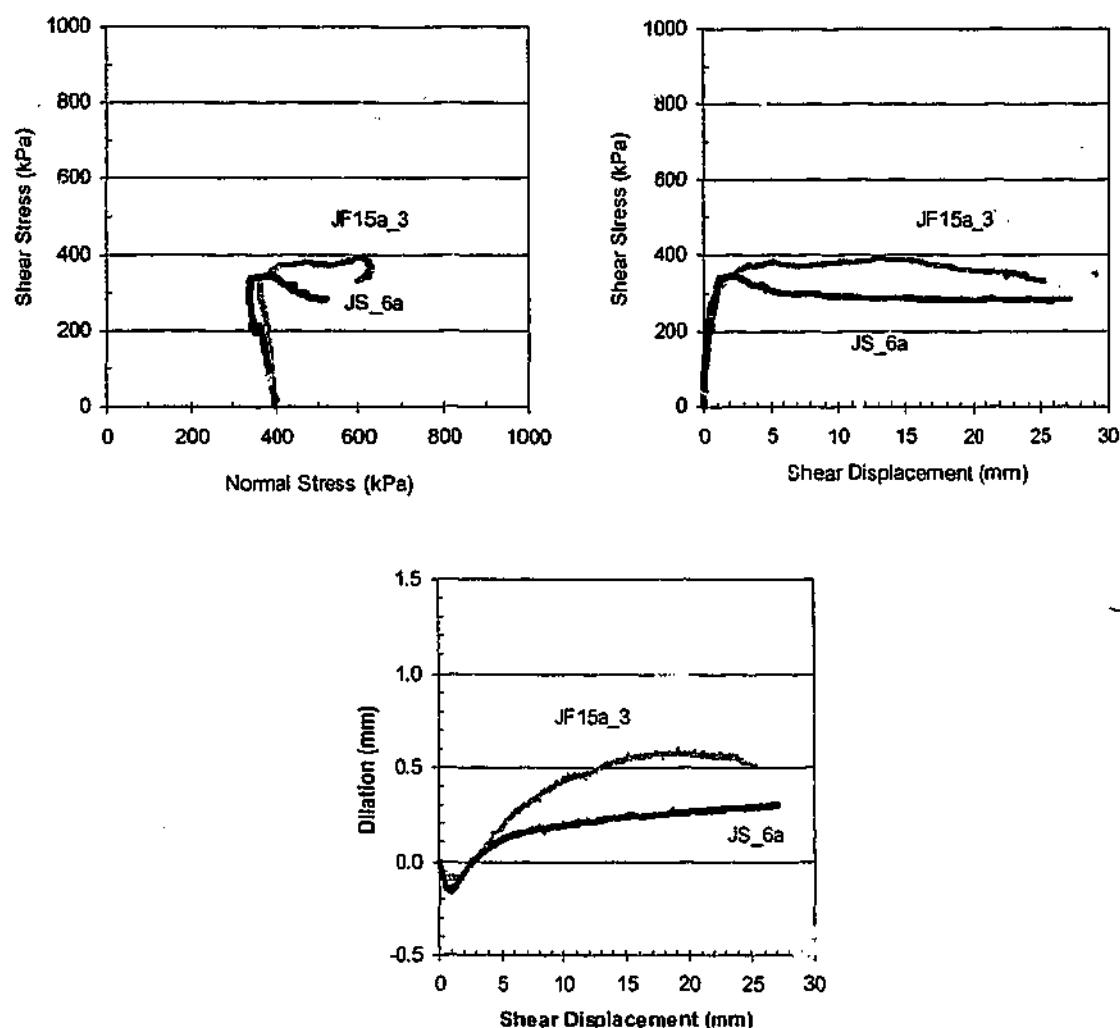 1000
800
600
400
200
0
Shear Stress (kPa)
JF15a_3
JS_6a
0 200 400 600 800 1000
Normal Stress (kPa)
1000
800
600
400
200
0
Shear Stress (kPa)
JF15a_3
JS_6a
0 5 10 15 20 25 30
Shear Displacement (mm)
1.5
1.0
0.5
0.0
-0.5
Dilation (mm)
JF15a_3
JS_6a
0 5 10 15 20 25 30
Shear Displacement (mm)